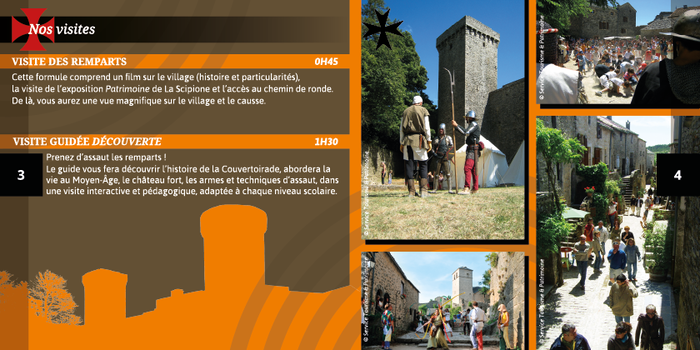 Nos visites
VISITE DES REMPARTS 0H45
Cette formule comprend un film sur le village (histoire et particularités),
la visite de l'exposition Patrimoine de La Scipione et l'accès au chemin de ronde.
De là, vous aurez une vue magnifique sur le village et le causse.
VISITE GUIDÉE DÉCOUVERTE 1H30
Prenez d'assaut les remparts !
Le guide vous fera découvrir l'histoire de la Couvertoirade, abordera la
vie au Moyen-Âge, le château fort, les armes et techniques d'assaut, dans
une visite interactive et pédagogique, adaptée à chaque niveau scolaire.
3
© Service Tourisme & Patrimoine
© Service Tourisme & Patrimoine
© Service Tourisme & Patrimoine
© Service Tourisme & Patrimoine
4